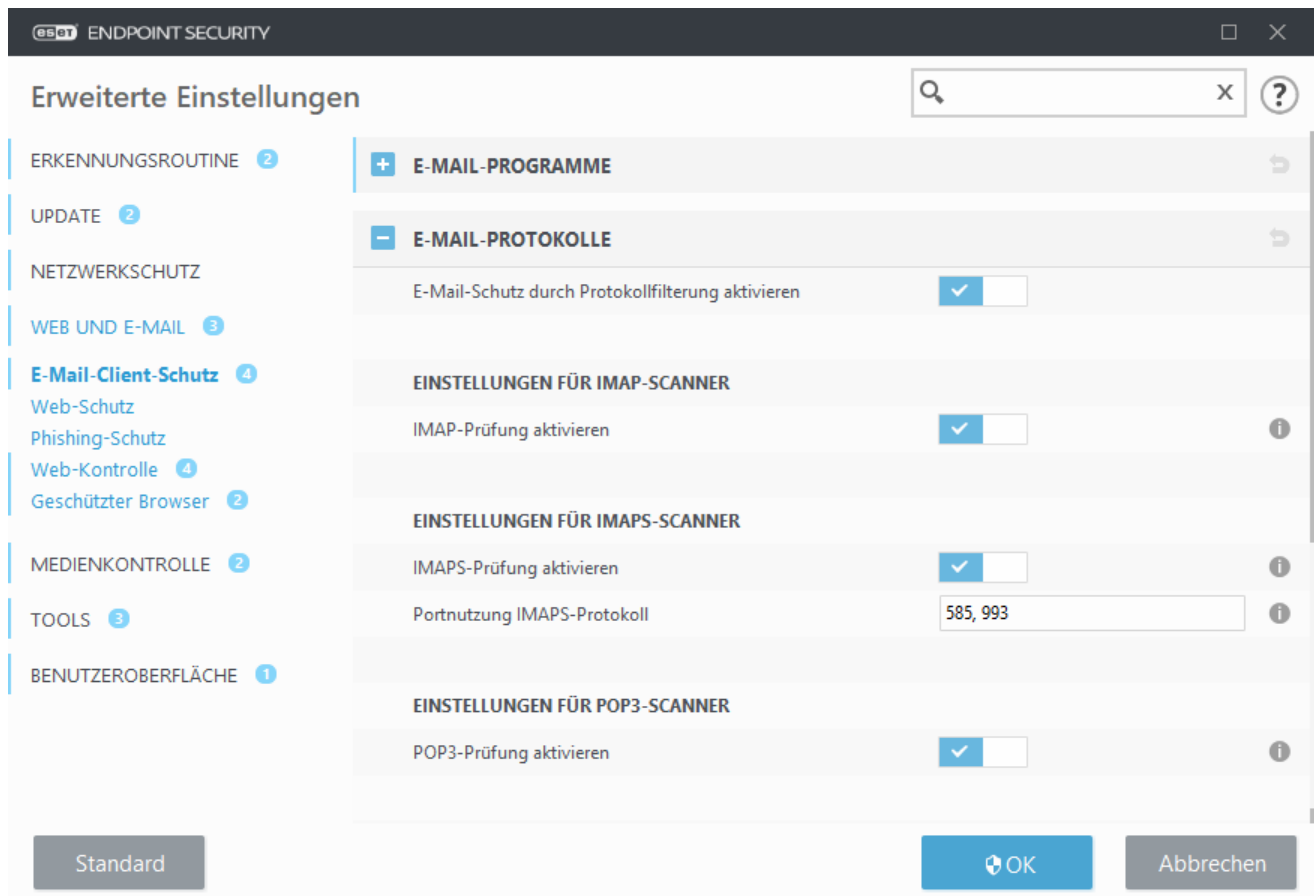 eset ENDPOINT SECURITY
Erweiterte Einstellungen
x
?
ERKENNUNGSROUTINE 2
UPDATE 2
NETZWERKSCHUTZ
WEB UND E-MAIL 3
E-Mail-Client-Schutz 4
Web-Schutz
Phishing-Schutz
Web-Kontrolle 4
Geschützter Browser 2
MEDIENKONTROLLE 2
TOOLS 3
BENUTZEROBERFLÄCHE 1
E-MAIL-PROGRAMME
E-MAIL-PROTOKOLLE
E-Mail-Schutz durch Protokollfilterung aktivieren
EINSTELLUNGEN FÜR IMAP-SCANNER
IMAP-Prüfung aktivieren
EINSTELLUNGEN FÜR IMAPS-SCANNER
IMAPS-Prüfung aktivieren
Portnutzung IMAPS-Protokoll 585, 993
EINSTELLUNGEN FÜR POP3-SCANNER
POP3-Prüfung aktivieren
Standard
OK
Abbrechen